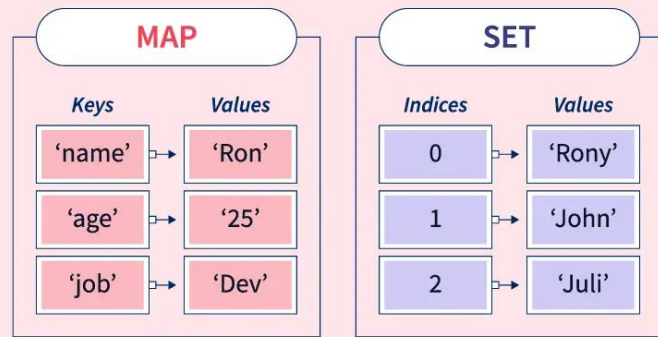 MAP
Keys Values
‘name’ ‘Ron’
‘age’ ‘25’
‘job’ ‘Dev’
SET
Indices Values
0 ‘Rony’
1 ‘John’
2 ‘Juli’